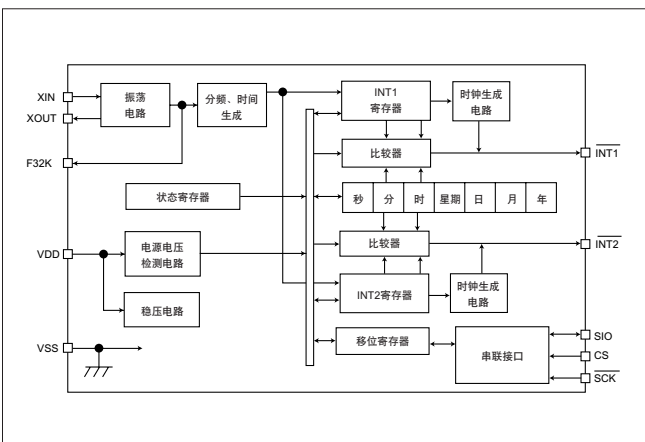 XIN
XOUT
F32K
VDD
VSS
振荡
电路
分频、时间
生成
INT1
寄存器
时钟生成
电路
比较器
INT1
状态寄存器
秒 分 时 星期 日 月 年
电源电压
检测电路
稳压电路
比较器
INT2
INT2寄存器
时钟生成
电路
移位寄存器
串联接口
SIO
CS
SCK